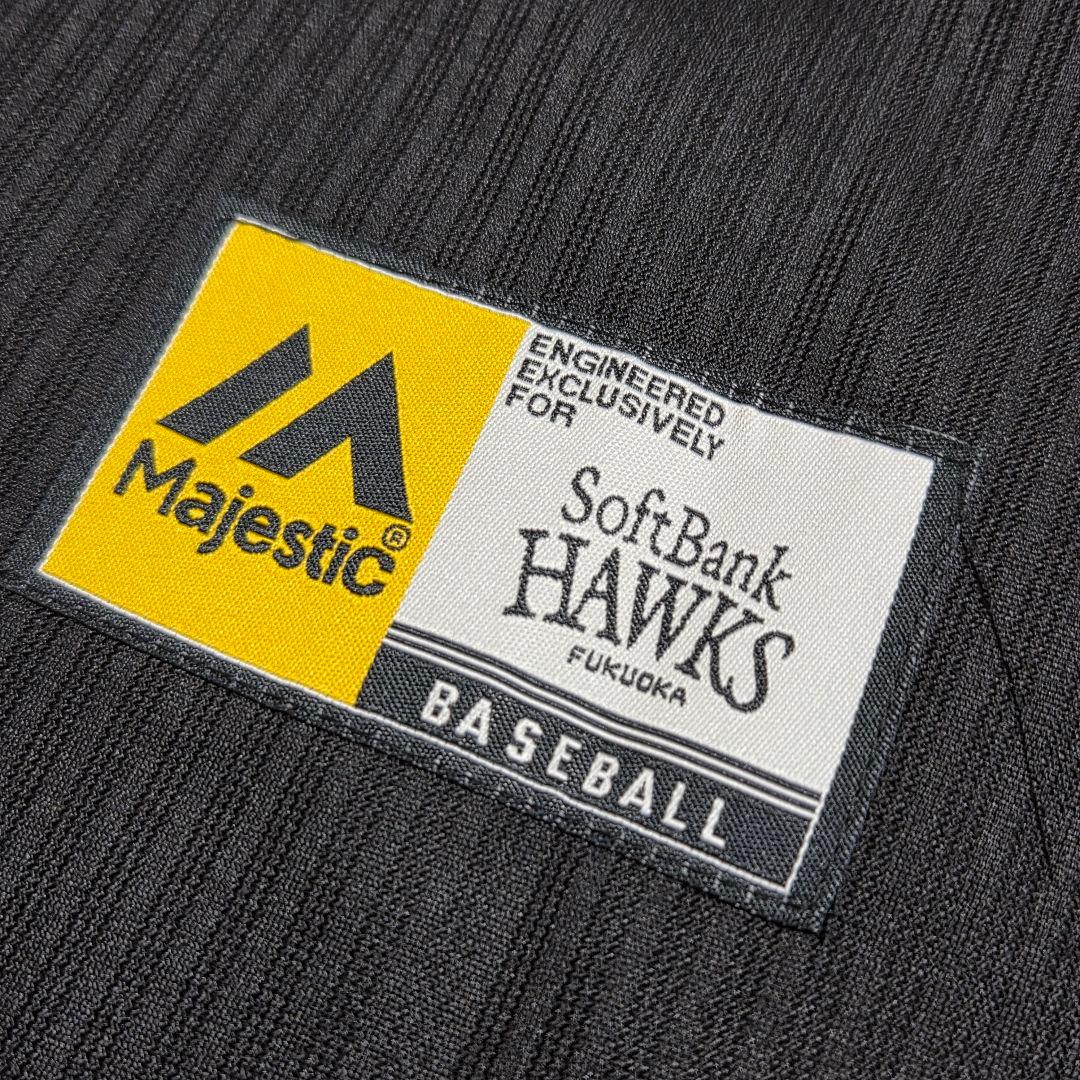 Majestic®
ENGINEERED
EXCLUSIVELY
FOR
SoftBank
HAWKS
FUKUOKA
BASEBALL